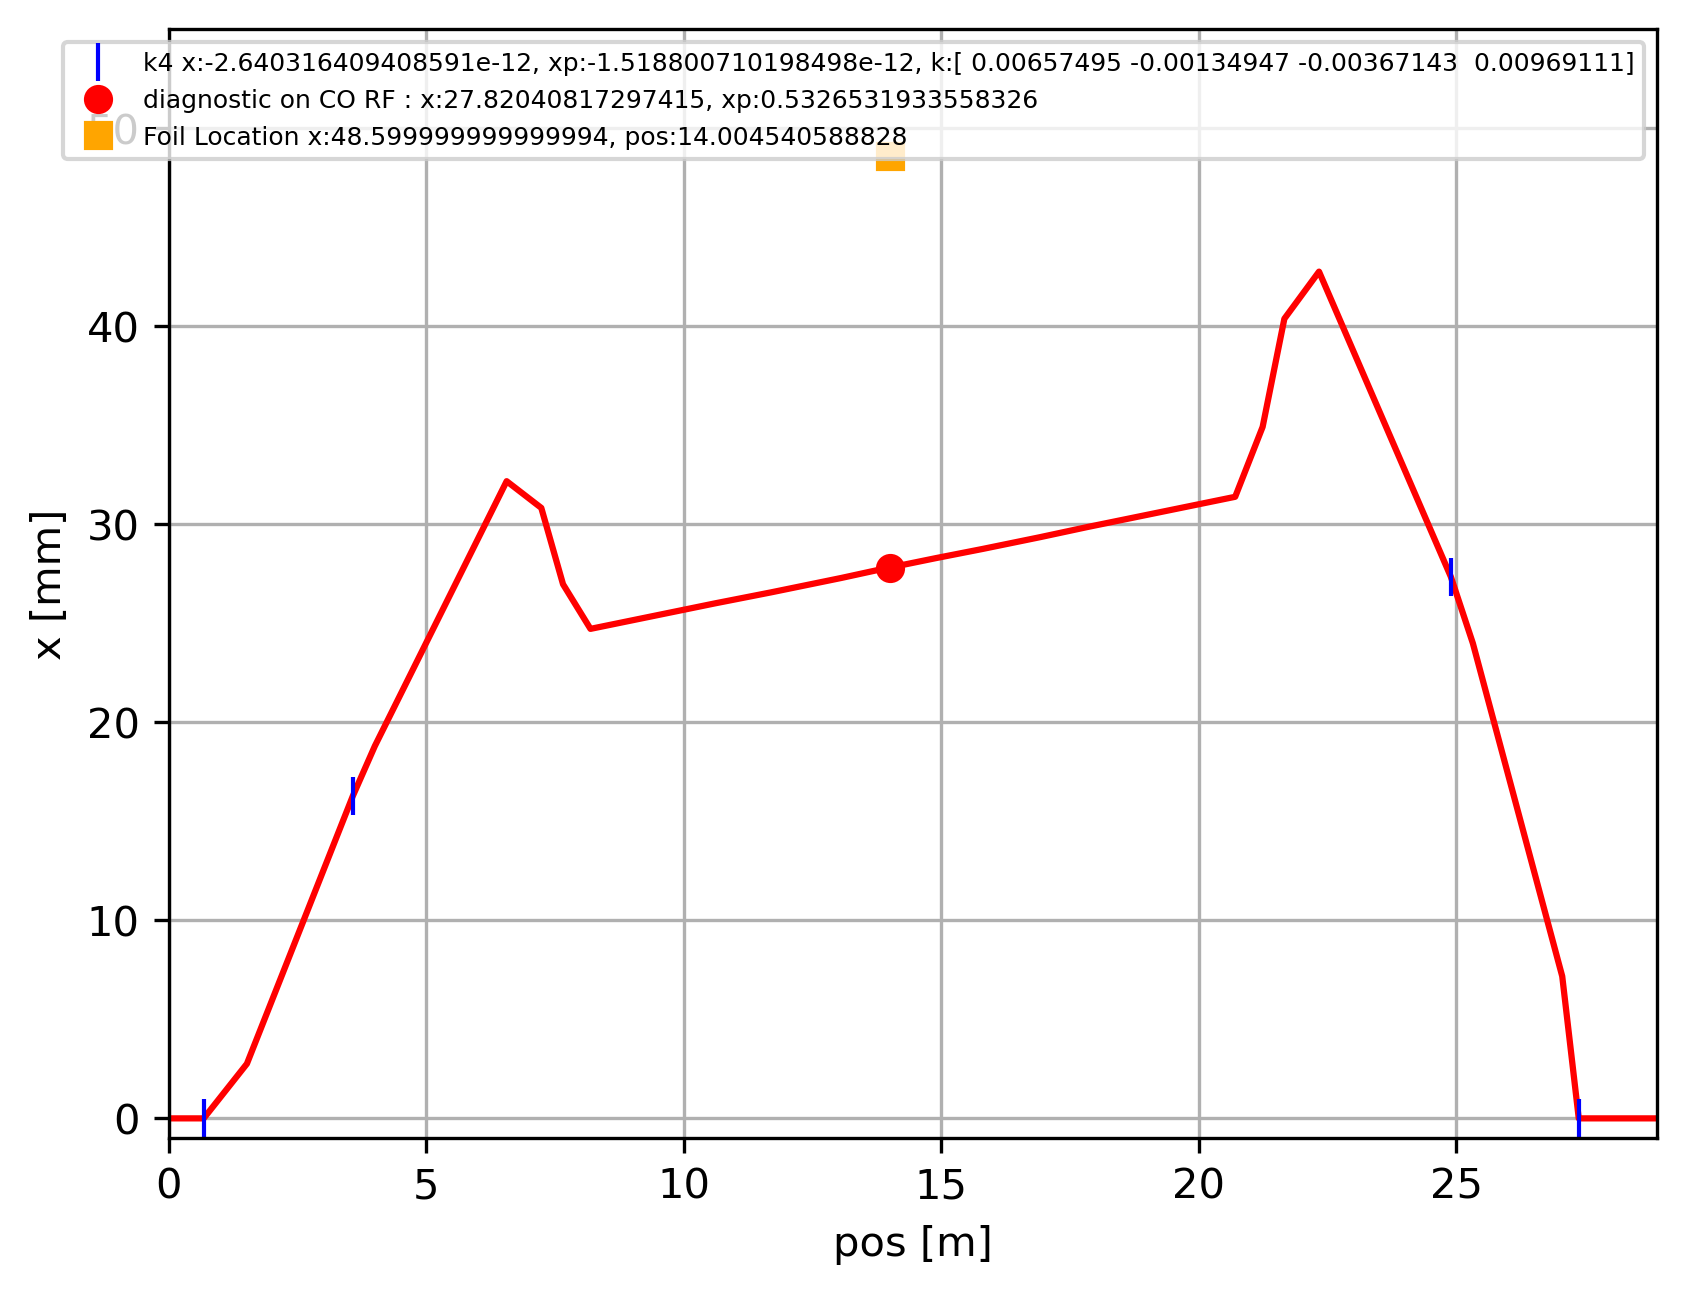 k4 x:-2.640316409408591e-12, xp:-1.518800710198498e-12, k:[ 0.00657495 -0.00134947 -0.00367143  0.00969111]
diagnostic on CO RF : x:27.82040817297415, xp:0.5326531933558326
Foil Location x:48.599999999999994, pos:14.004540588828
50
40
30
20
10
0
x [mm]
0 5 10 15 20 25
pos [m]